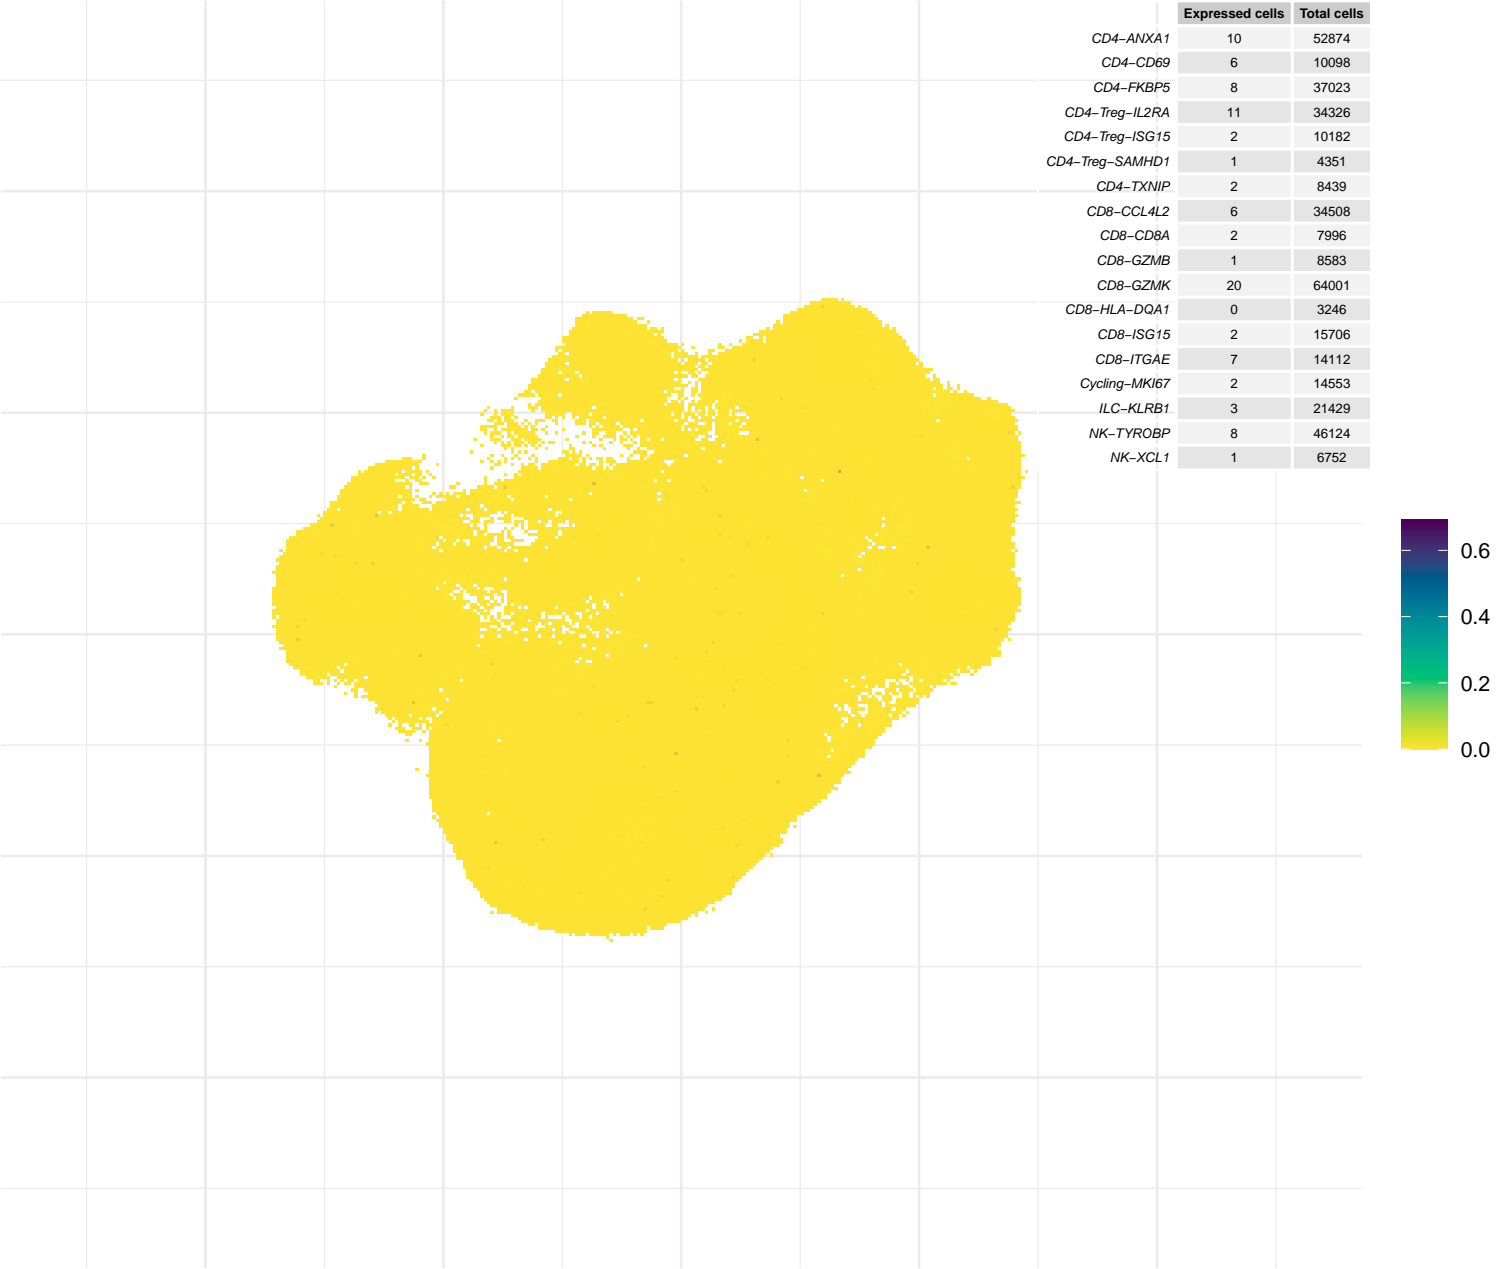 Expressed cells Total cells
CD4−ANXA1 10 52874
CD4−CD69 6 10098
CD4−FKBP5 8 37023
CD4−Treg−IL2RA 11 34326
CD4−Treg−ISG15 2 10182
CD4−Treg−SAMHD1 1 4351
CD4−TXNIP 2 8439
CD8−CCL4L2 6 34508
CD8−CD8A 2 7996
CD8−GZMB 1 8583
CD8−GZMK 20 64001
CD8−HLA−DQA1 0 3246
CD8−ISG15 2 15706
CD8−ITGAE 7 14112
Cycling−MKI67 2 14553
ILC−KLRB1 3 21429
NK−TYROBP 8 46124
NK−XCL1 1 6752
0.6
0.4
0.2
0.0